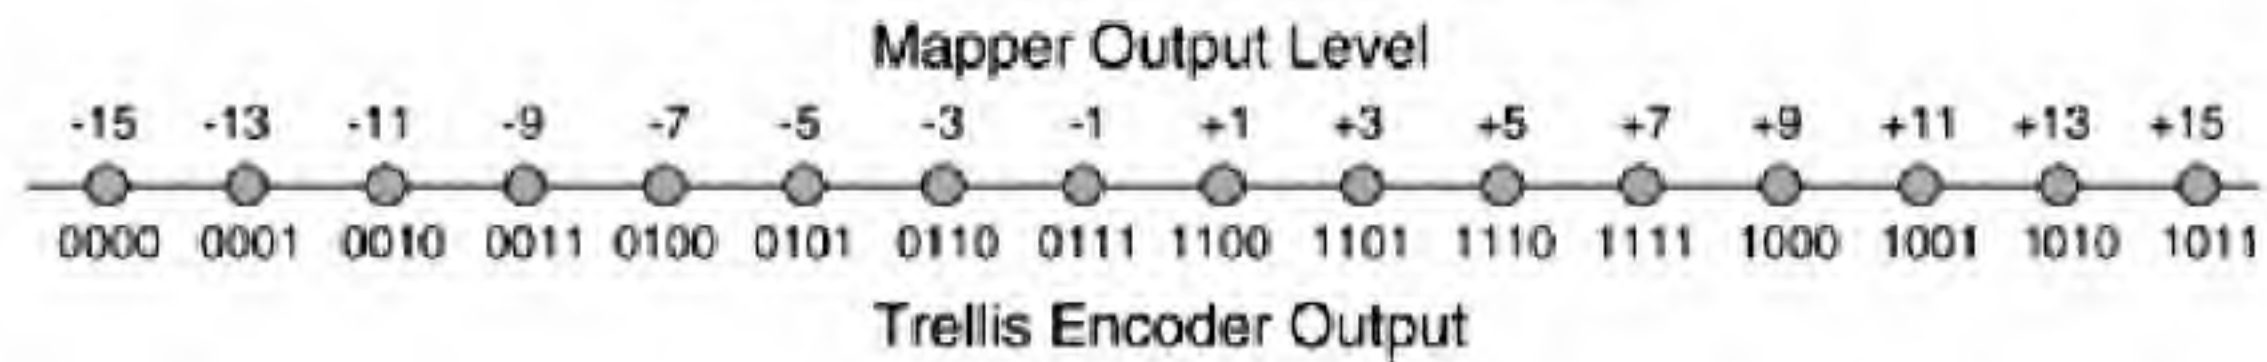 Mapper Output Level
-15 -13 -11 -9 -7 -5 -3 -1 +1 +3 +5 +7 +9 +11 +13 +15
0000 0001 0010 0011 0100 0101 0110 0111 1100 1101 1110 1111 1000 1001 1010 1011
Trellis Encoder Output